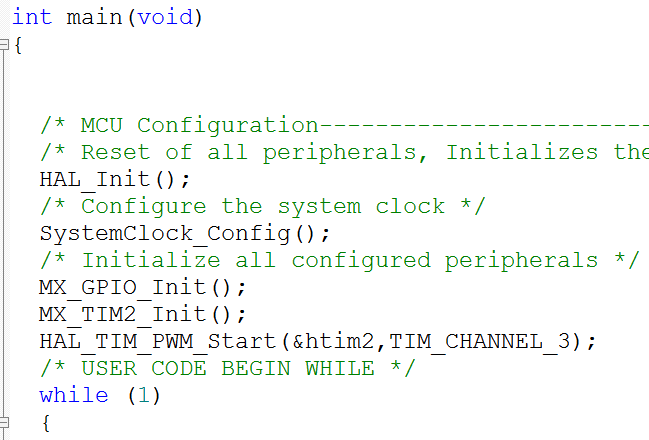 int main(void)
{
/* MCU Configuration------------------------
/* Reset of all peripherals, Initializes the
HAL_Init();
/* Configure the system clock */
SystemClock_Config();
/* Initialize all configured peripherals */
MX_GPIO_Init();
MX_TIM2_Init();
HAL_TIM_PWM_Start(&htim2,TIM_CHANNEL_3);
/* USER CODE BEGIN WHILE */
while (1)
{